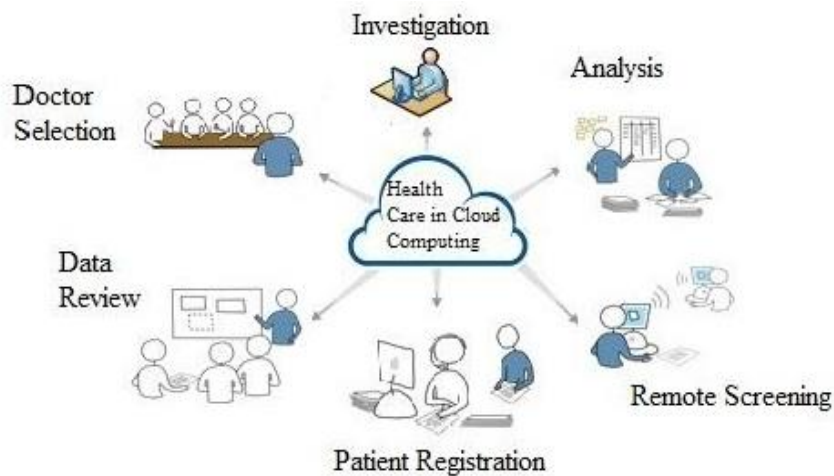 Investigation
Analysis
Doctor
Selection
Health
Care in Cloud
Computing
Data
Review
Remote Screening
Patient Registration